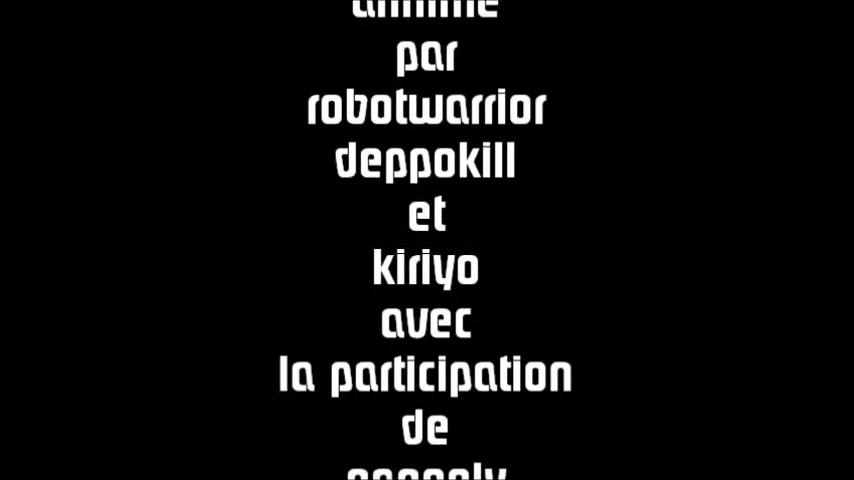 par
robotwarrior
deppokill
et
kiriyo
avec
la participation
de